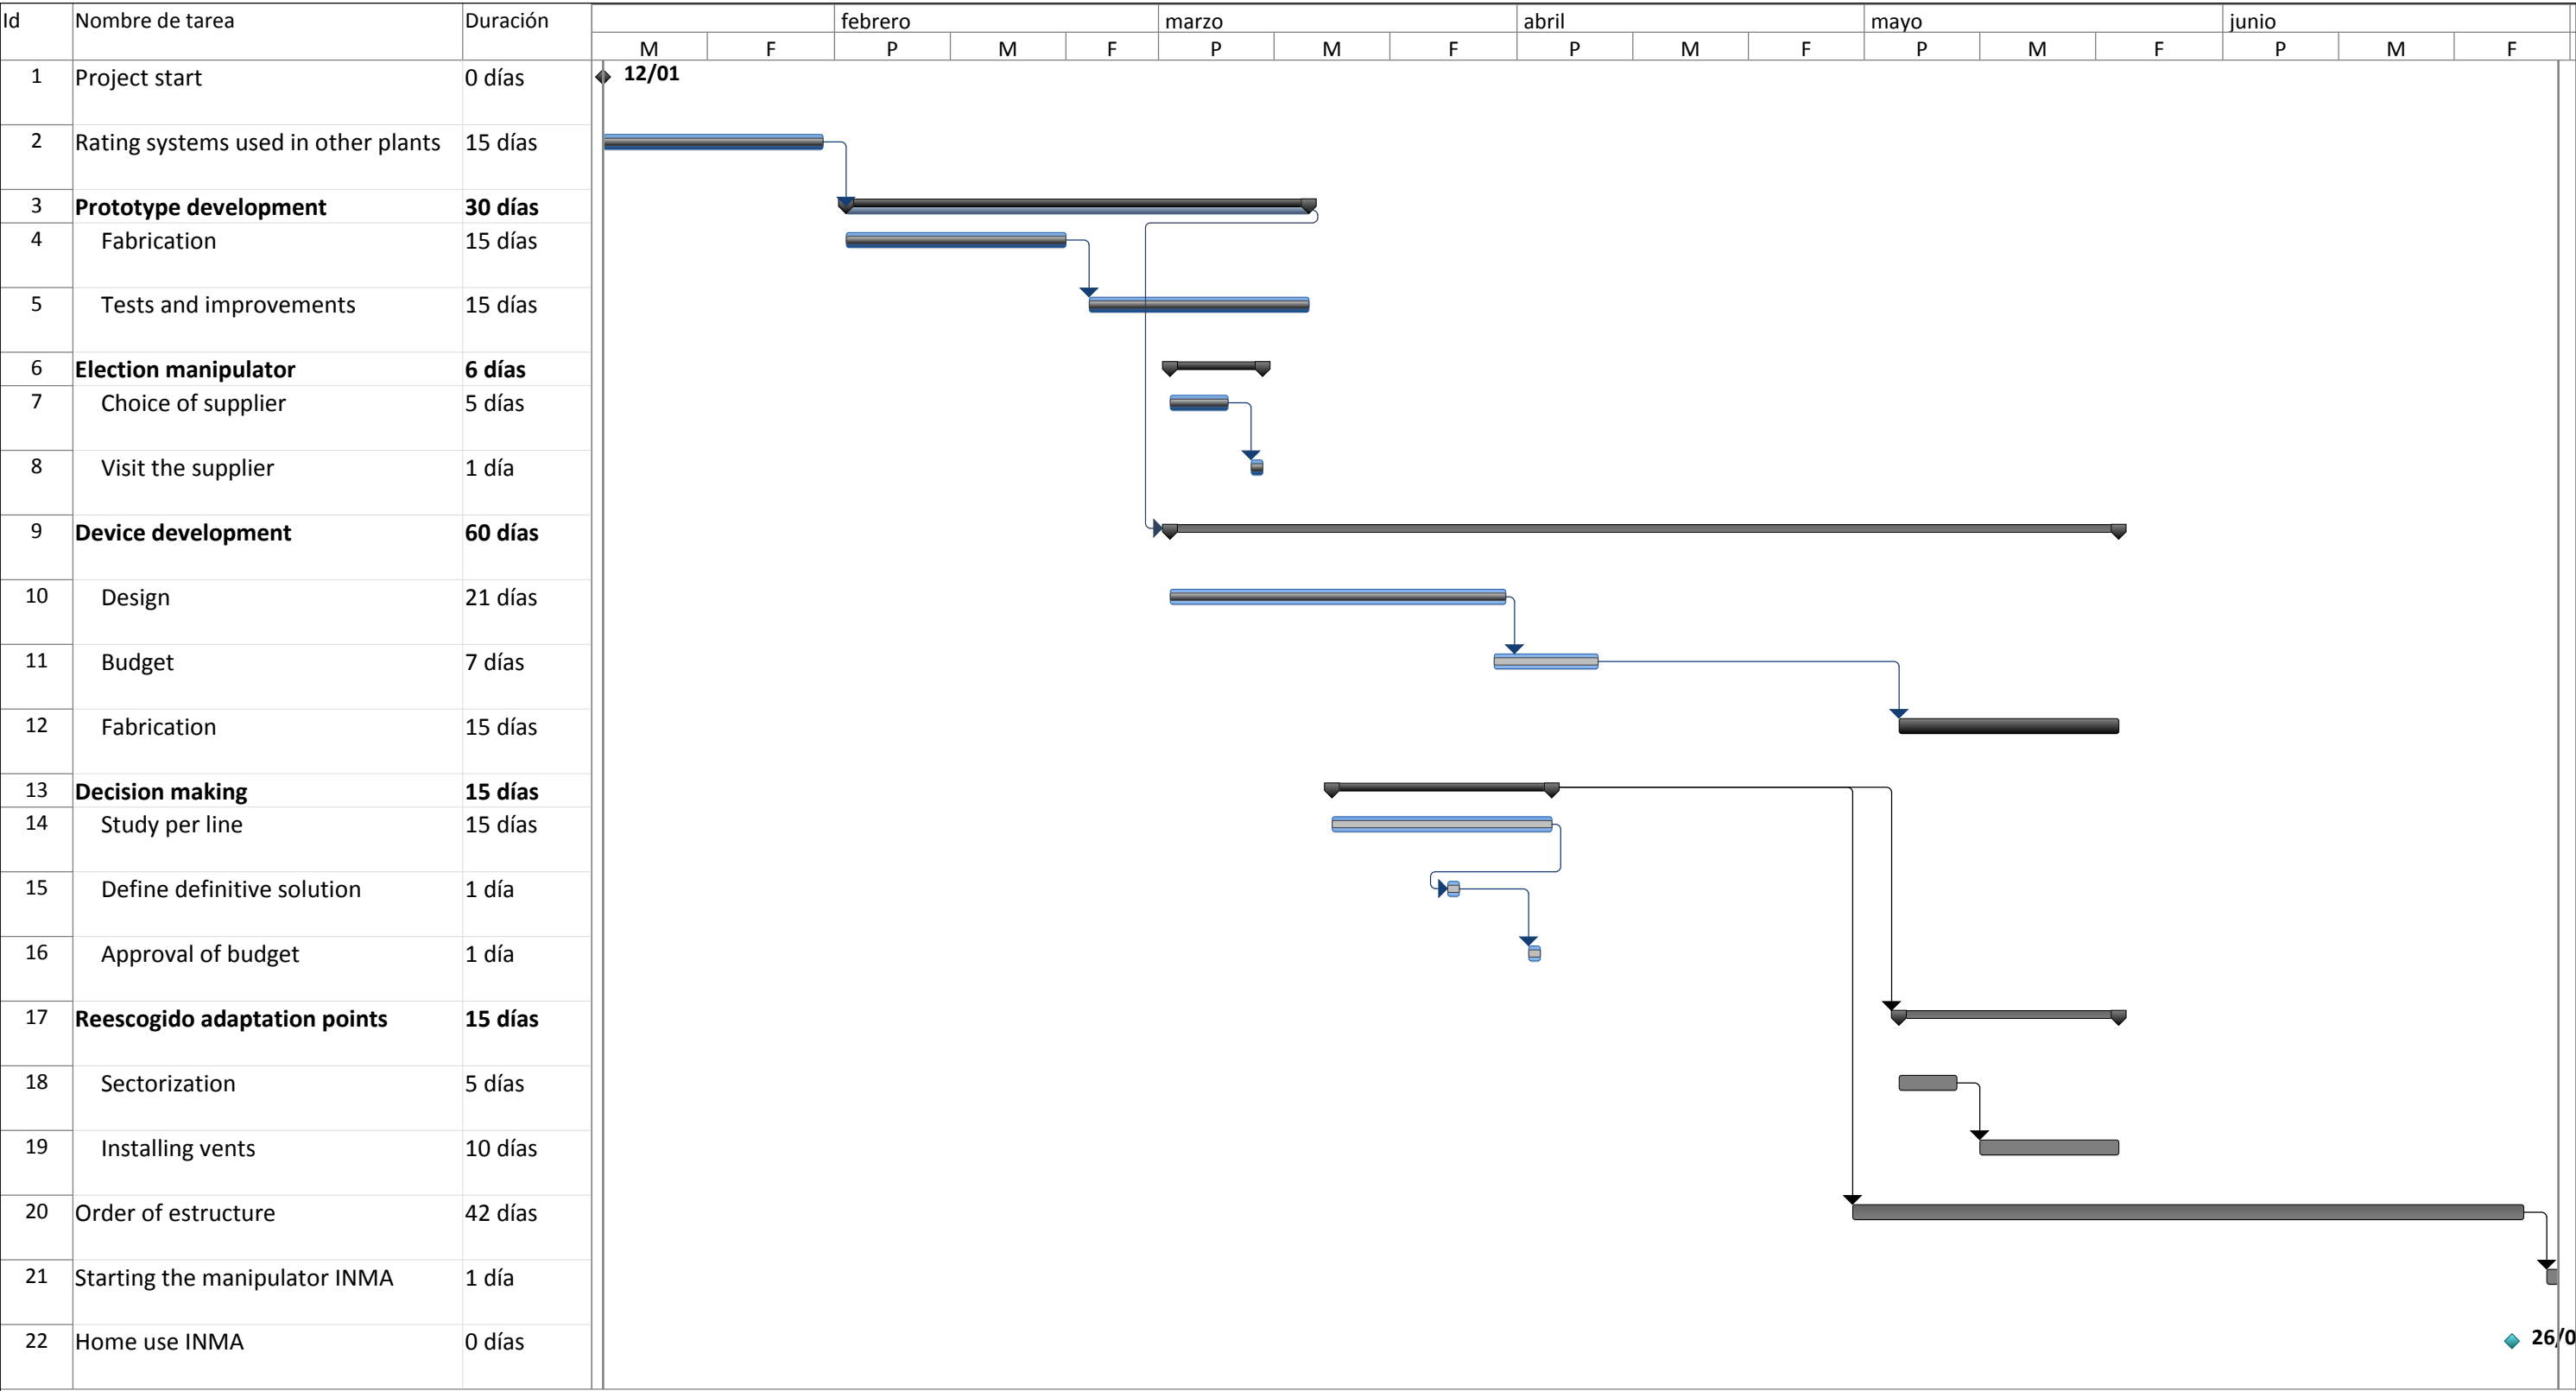 Id Nombre de tarea Duración febrero marzo abril mayo junio
M F P M F P M F P M F P M F P M F
1 Project start 0 días 12/01
2 Rating systems used in other plants 15 días
3 Prototype development 30 días
4 Fabrication 15 días
5 Tests and improvements 15 días
6 Election manipulator 6 días
7 Choice of supplier 5 días
8 Visit the supplier 1 día
9 Device development 60 días
10 Design 21 días
11 Budget 7 días
12 Fabrication 15 días
13 Decision making 15 días
14 Study per line 15 días
15 Define definitive solution 1 día
16 Approval of budget 1 día
17 Reescogido adaptation points 15 días
18 Sectorization 5 días
19 Installing vents 10 días
20 Order of estructure 42 días
21 Starting the manipulator INMA 1 día
22 Home use INMA 0 días 26/0